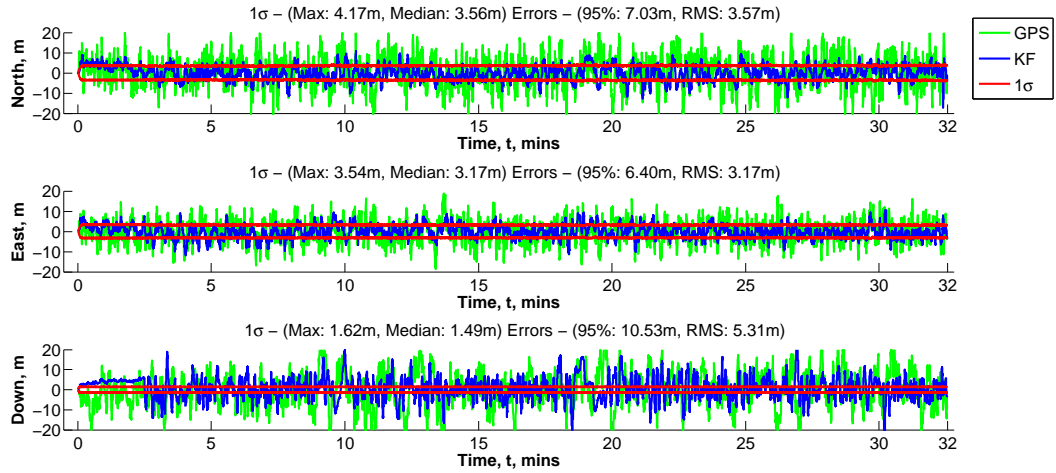 1σ – (Max: 4.17m, Median: 3.56m) Errors – (95%: 7.03m, RMS: 3.57m)
GPS
KF
1σ
North, m
20
10
0
−10
−20
0 5 10 15 20 25 30 32
Time, t, mins
1σ – (Max: 3.54m, Median: 3.17m) Errors – (95%: 6.40m, RMS: 3.17m)
East, m
20
10
0
−10
−20
0 5 10 15 20 25 30 32
Time, t, mins
1σ – (Max: 1.62m, Median: 1.49m) Errors – (95%: 10.53m, RMS: 5.31m)
Down, m
20
10
0
−10
−20
0 5 10 15 20 25 30 32
Time, t, mins